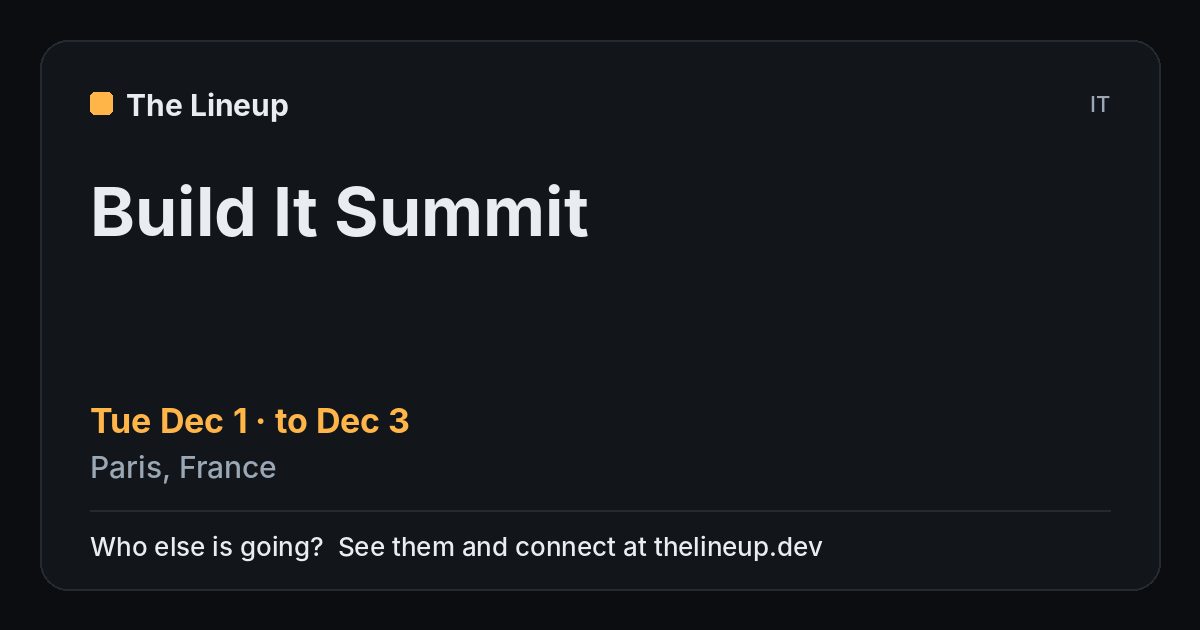 The Lineup
IT
Build It Summit
Tue Dec 1 · to Dec 3
Paris, France
Who else is going?  See them and connect at thelineup.dev